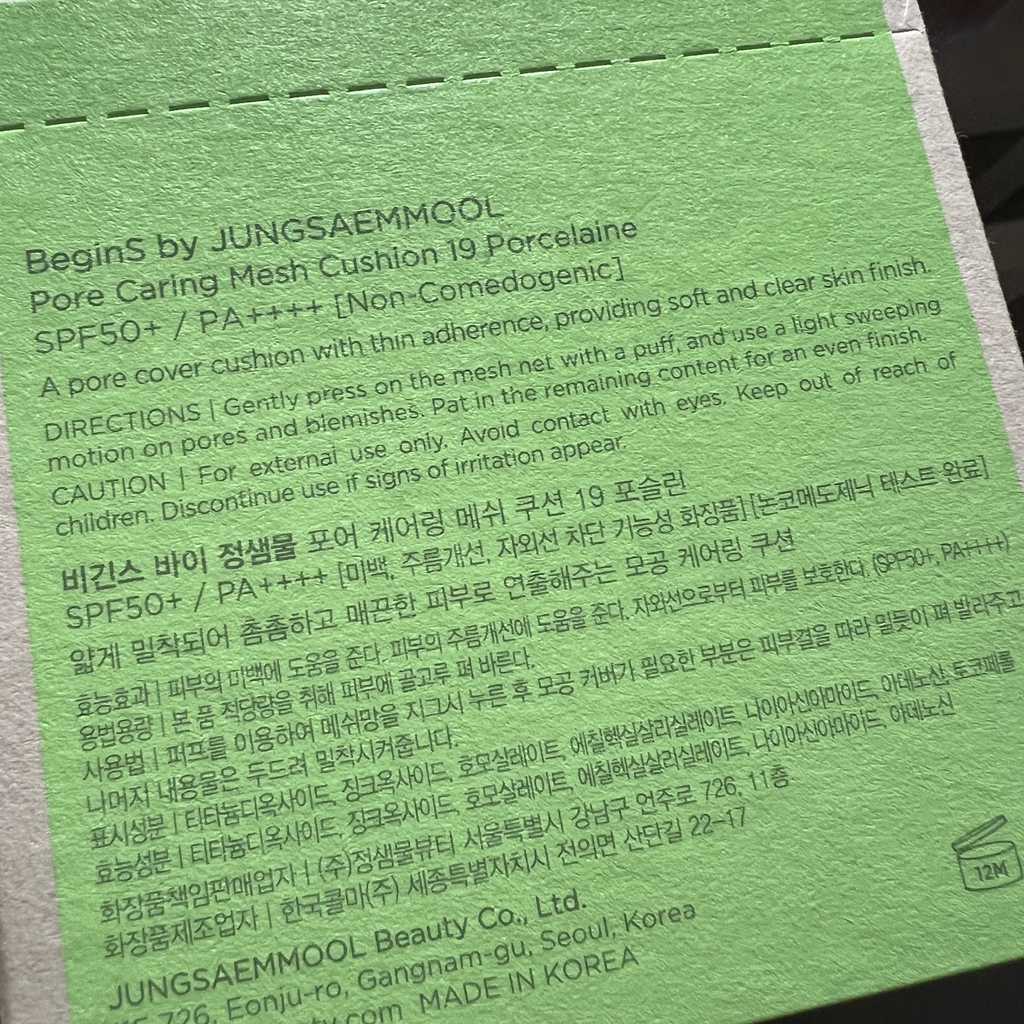 BeginS by JUNGSAEMMOOL
Pore Caring Mesh Cushion 19 Porcelaine
SPF50+ / PA++++ [Non-Comedogenic]
A pore cover cushion with thin adherence, providing soft and clear skin finish.
DIRECTIONS | Gently press on the mesh net with a puff, and use a light sweeping
motion on pores and blemishes. Pat in the remaining content for an even finish.
CAUTION | For external use only. Avoid contact with eyes. Keep out of reach of
children. Discontinue use if signs of irritation appear.
비긴스 바이 정샘물 포어 케어링 메쉬 쿠션 19 포슬린
SPF50+ / PA++++ [미백, 주름개선, 자외선 차단 기능성 화장품] [논코메도제닉 테스트 완료]
얇게 밀착되어 촘촘하고 매끈한 피부로 연출해주는 모공 케어링 쿠션
효능효과 | 피부의 미백에 도움을 준다. 피부의 주름개선에 도움을 준다. 자외선으로부터 피부를 보호한다. (SPF50+, PA++++)
용법용량 | 본 품 적당량을 취해 피부에 골고루 펴 바른다.
사용법 | 퍼프를 이용하여 메쉬망을 지그시 누른 후 모공 커버가 필요한 부분은 피부결을 따라 밀듯이 펴 발라주고
나머지 내용물은 두드려 밀착시켜줍니다.
표시성분 | 티타늄디옥사이드, 징크옥사이드, 호모살레이트, 에칠헥실살리실레이트, 나이아신아마이드, 아데노신, 토코페롤
효능성분 | 티타늄디옥사이드, 징크옥사이드, 호모살레이트, 에칠헥실살리실레이트, 나이아신아마이드, 아데노신
화장품책임판매업자 | (주)정샘물뷰티 서울특별시 강남구 언주로 726, 11층
화장품제조업자 | 한국콜마(주) 세종특별자치시 전의면 산단길 22-17
12M
JUNGSAEMMOOL Beauty Co., Ltd.
726, Eonju-ro, Gangnam-gu, Seoul, Korea
MADE IN KOREA